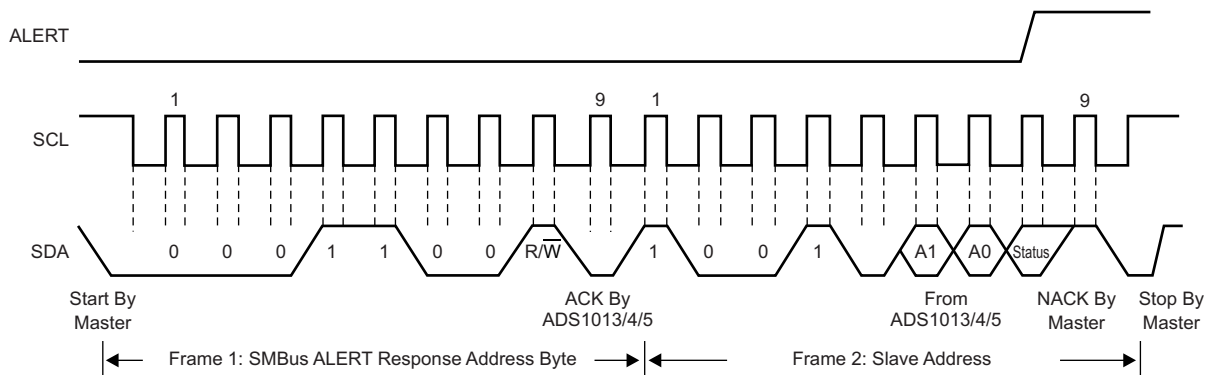 ALERT
1 9 1 9
SCL
SDA 0 0 0 1 1 0 0 R/W̅ 1 0 0 1 A1 A0 Status
Start By
Master
ACK By
ADS1013/4/5
From
ADS1013/4/5
NACK By
Master
Stop By
Master
Frame 1: SMBus ALERT Response Address Byte
Frame 2: Slave Address